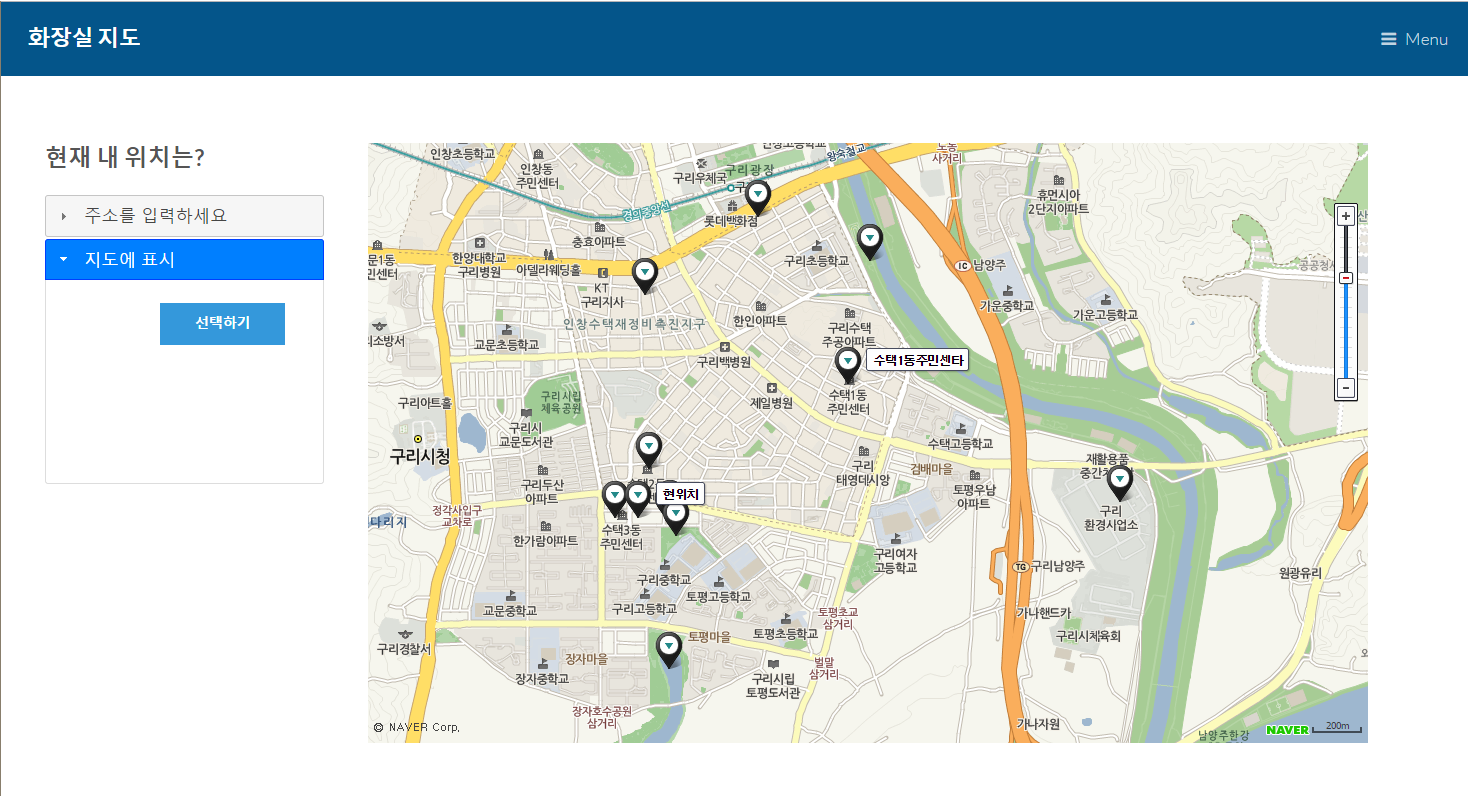 화장실 지도
Menu
현재 내 위치는?
주소를 입력하세요
지도에 표시
선택하기
인창초등학교
인창동
주민센터
구리우체국
구리광장
왕숙철교
사거리
휴먼시아
2단지아파트
경의중앙선
롯데백화점
충효아파트
구리초등학교
한양대학교
구리병원
아델라웨딩홀
KT
구리지사
문1동
민센터
IC
남양주
가운중학교
가운고등학교
인창수택재정비촉진지구
한인아파트
구리수택
주공아파트
리소방서
교문초등학교
구리백병원
수택1동주민센타
수택1동
주민센터
제일병원
구리시립
체육공원
구리아트홀
구리시
교문도서관
구리시청
수택고등학교
검배마을
구리
태영데시앙
토평우남
아파트
재활용품
구리
환경사업소
구리두산
아파트
현위치
정각사입구
교차로
다리지
한가람아파트
수택3동
주민센터
구리여자
고등학교
TG
구리남양주
원광유리
구리중학교
토평고등학교
구리고등학교
교문중학교
가나핸드카
구리시체육회
토평초교
삼거리
토평마을
토평초등학교
구리경찰서
장자마을
장자중학교
벌말
삼거리
구리시립
토평도서관
장자호수공원
삼거리
가나자원
남양주한강
© NAVER Corp.
NAVER
200m